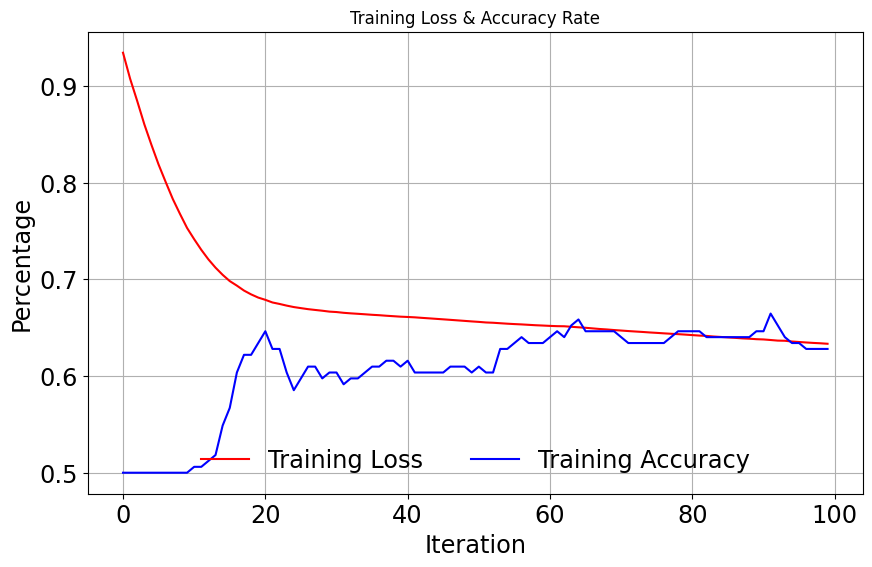 Training Loss & Accuracy Rate
Percentage
0.9
0.8
0.7
0.6
0.5
Training Loss Training Accuracy
0 20 40 60 80 100
Iteration